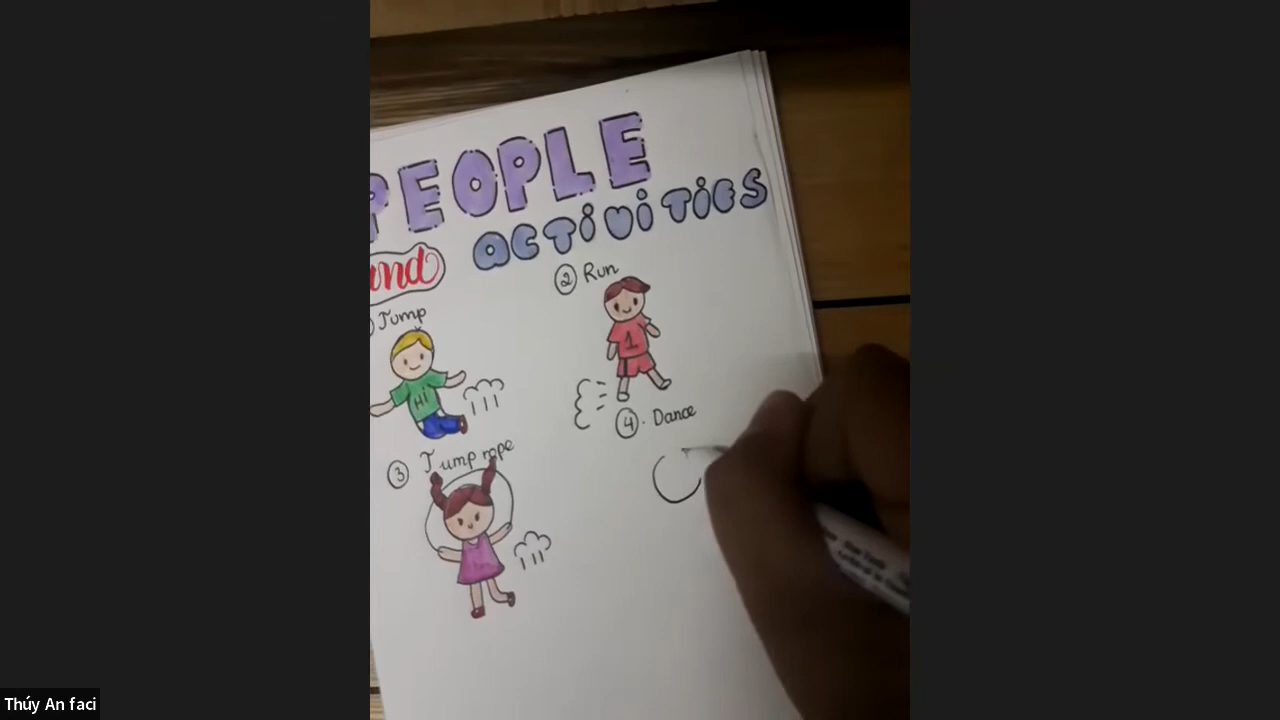 PEOPLE
and
ACTiViTiES
② Run
Jump
HI
1
④. Dance
③ Jump rope
Thúy An faci